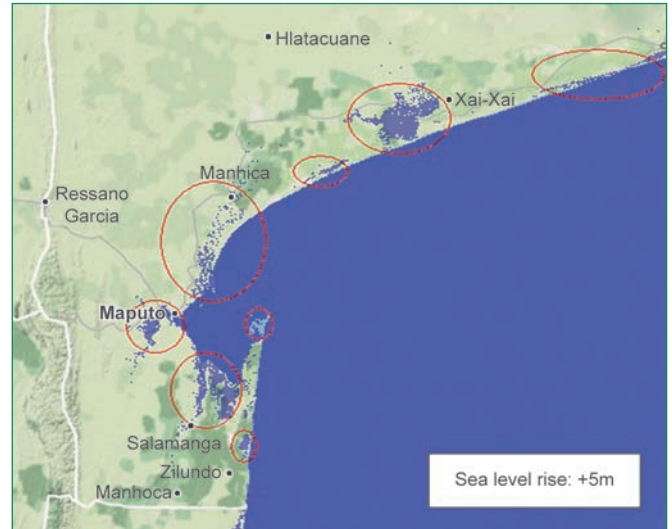 Hlatacuane
Xai-Xai
Manhica
Ressano
Garcia
Maputo
Salamanga
Zilundo
Manhoca
Sea level rise: +5m